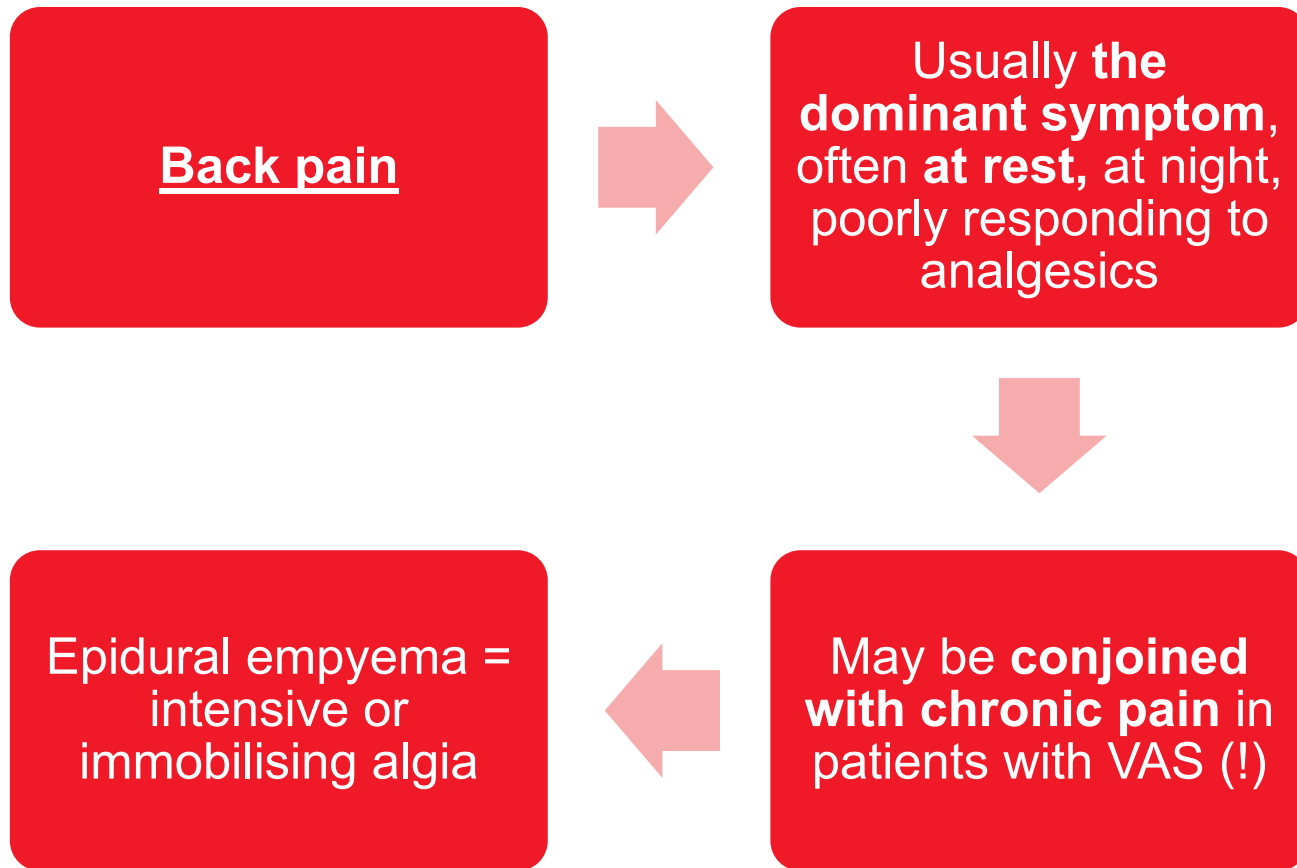 Back pain
Usually the
dominant symptom,
often at rest, at night,
poorly responding to
analgesics
May be conjoined
with chronic pain in
patients with VAS (!)
Epidural empyema =
intensive or
immobilising algia